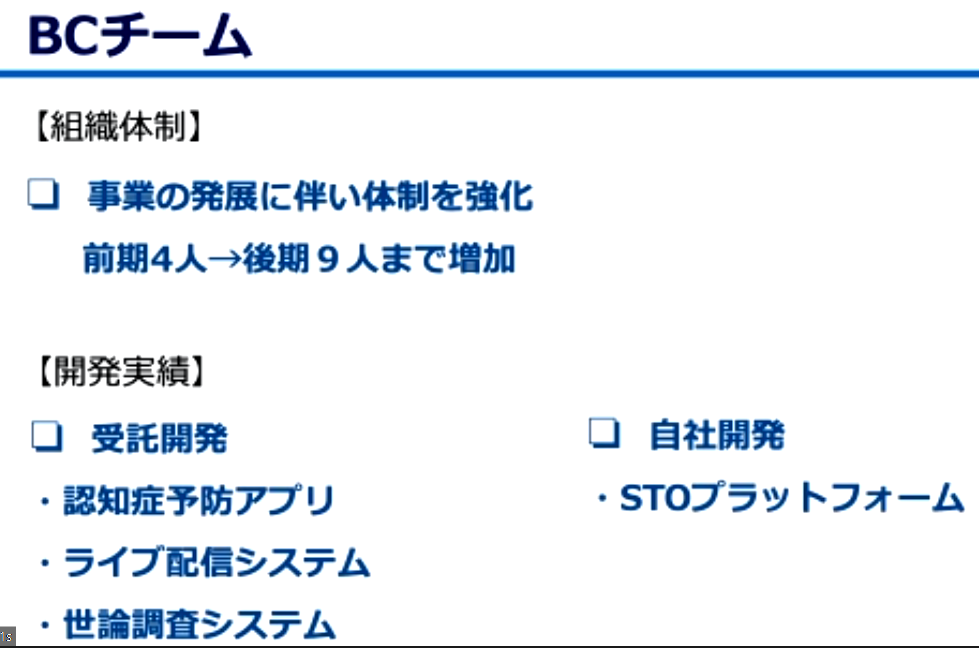 BCチーム
【組織体制】
❏ 事業の発展に伴い体制を強化
前期4人→後期９人まで増加
【開発実績】
❏ 受託開発
・認知症予防アプリ
・ライブ配信システム
・世論調査システム
❏ 自社開発
・STOプラットフォーム